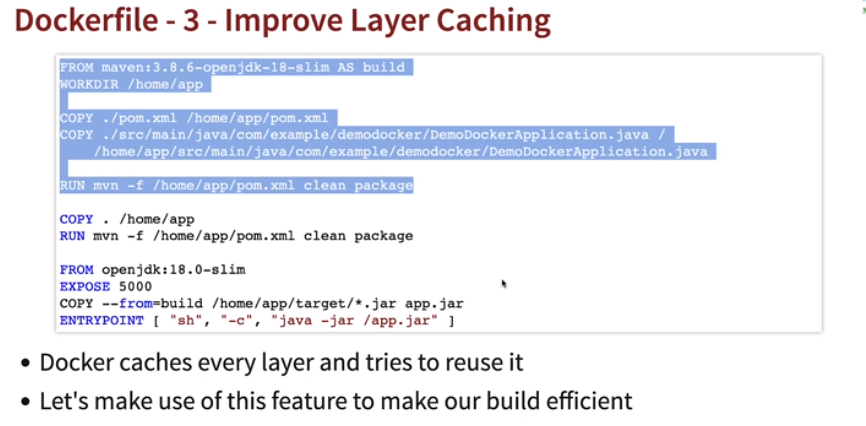 Dockerfile - 3 - Improve Layer Caching
FROM maven:3.8.6-openjdk-18-slim AS build
WORKDIR /home/app
COPY ./pom.xml /home/app/pom.xml
COPY ./src/main/java/com/example/demodocker/DemoDockerApplication.java /
/home/app/src/main/java/com/example/demodocker/DemoDockerApplication.java
RUN mvn -f /home/app/pom.xml clean package
COPY . /home/app
RUN mvn -f /home/app/pom.xml clean package
FROM openjdk:18.0-slim
EXPOSE 5000
COPY --from=build /home/app/target/*.jar app.jar
ENTRYPOINT [ "sh", "-c", "java -jar /app.jar" ]
• Docker caches every layer and tries to reuse it
• Let's make use of this feature to make our build efficient